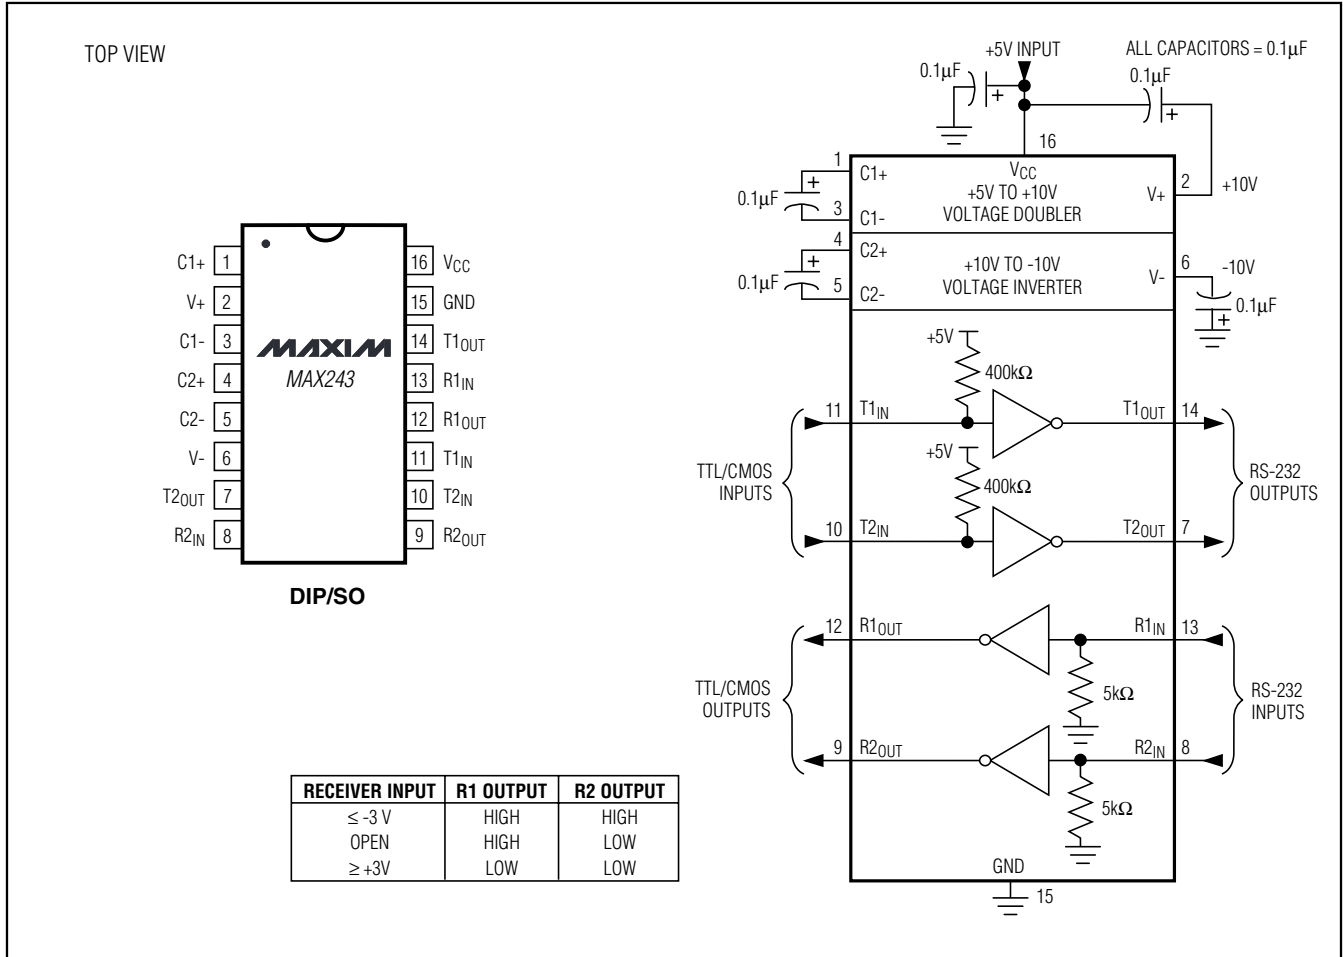 TOP VIEW
C1+ 1
V+ 2
C1- 3
C2+ 4
C2- 5
V- 6
T2OUT 7
R2IN 8
16 VCC
15 GND
14 T1OUT
13 R1IN
12 R1OUT
11 T1IN
10 T2IN
9 R2OUT
MAXIM
MAX243
DIP/SO
RECEIVER INPUT R1 OUTPUT R2 OUTPUT
≤ -3 V HIGH HIGH
OPEN HIGH LOW
≥ +3V LOW LOW
+5V INPUT
ALL CAPACITORS = 0.1µF
0.1µF
+
0.1µF
+
16
VCC
+5V TO +10V
VOLTAGE DOUBLER
1
C1+
0.1µF
+
3
C1-
V+
2
+10V
4
C2+
0.1µF
+
5
C2-
+10V TO -10V
VOLTAGE INVERTER
V-
6
-10V
0.1µF
+
+5V
400kΩ
11 T1IN
T1OUT 14
+5V
400kΩ
TTL/CMOS
INPUTS
RS-232
OUTPUTS
10 T2IN
T2OUT 7
12 R1OUT
R1IN 13
5kΩ
TTL/CMOS
OUTPUTS
RS-232
INPUTS
9 R2OUT
R2IN 8
5kΩ
GND
15